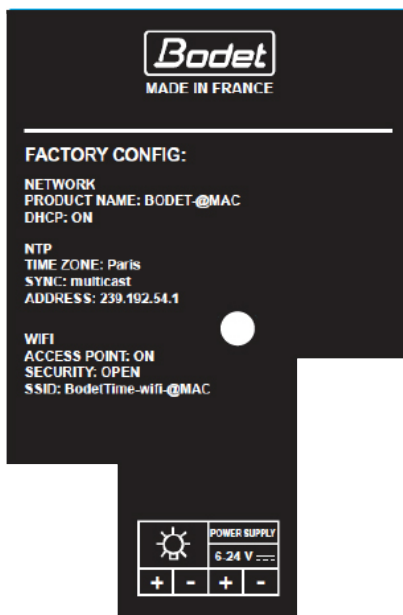 Bodet
MADE IN FRANCE
FACTORY CONFIG:
NETWORK
PRODUCT NAME: BODET-@MAC
DHCP: ON
NTP
TIME ZONE: Paris
SYNC: multicast
ADDRESS: 239.192.54.1
WIFI
ACCESS POINT: ON
SECURITY: OPEN
SSID: BodetTime-wifi-@MAC
POWER SUPPLY
6-24 V
+ - + -